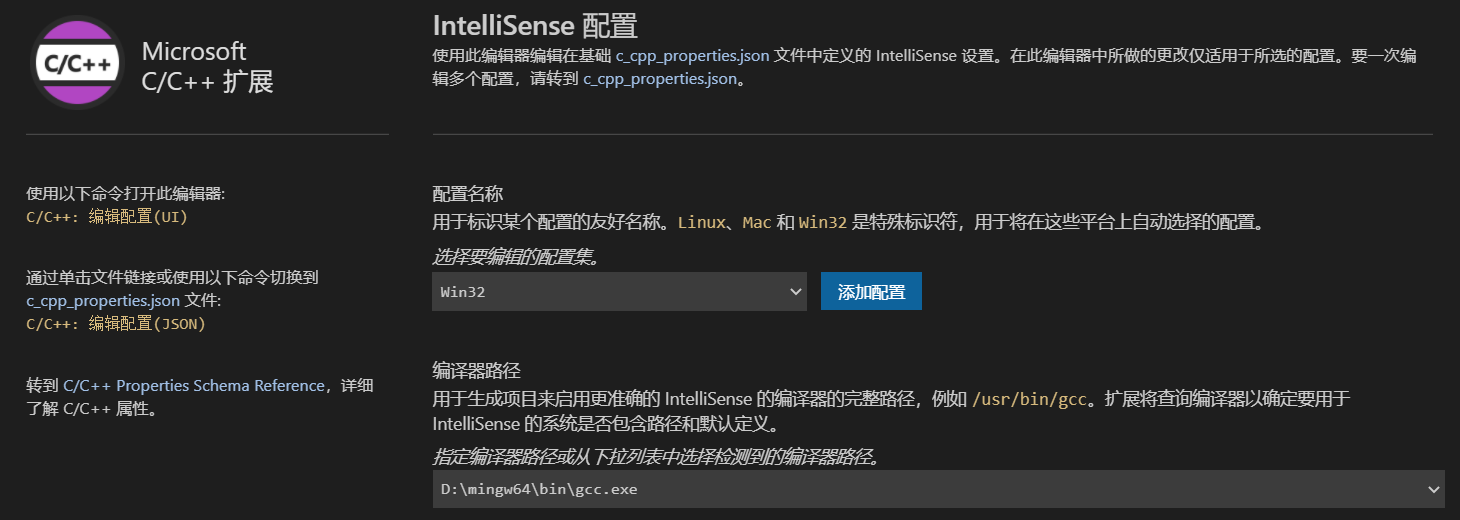 C/C++
Microsoft
C/C++ 扩展
使用以下命令打开此编辑器:
C/C++: 编辑配置(UI)
通过单击文件链接或使用以下命令切换到
c_cpp_properties.json 文件:
C/C++: 编辑配置(JSON)
转到 C/C++ Properties Schema Reference，详细
了解 C/C++ 属性。
IntelliSense 配置
使用此编辑器编辑在基础 c_cpp_properties.json 文件中定义的 IntelliSense 设置。在此编辑器中所做的更改仅适用于所选的配置。要一次编
辑多个配置，请转到 c_cpp_properties.json。
配置名称
用于标识某个配置的友好名称。Linux、Mac 和 Win32 是特殊标识符，用于将在这些平台上自动选择的配置。
选择要编辑的配置集。
Win32
添加配置
编译器路径
用于生成项目来启用更准确的 IntelliSense 的编译器的完整路径，例如 /usr/bin/gcc。扩展将查询编译器以确定要用于
IntelliSense 的系统是否包含路径和默认定义。
指定编译器路径或从下拉列表中选择检测到的编译器路径。
D:\mingw64\bin\gcc.exe